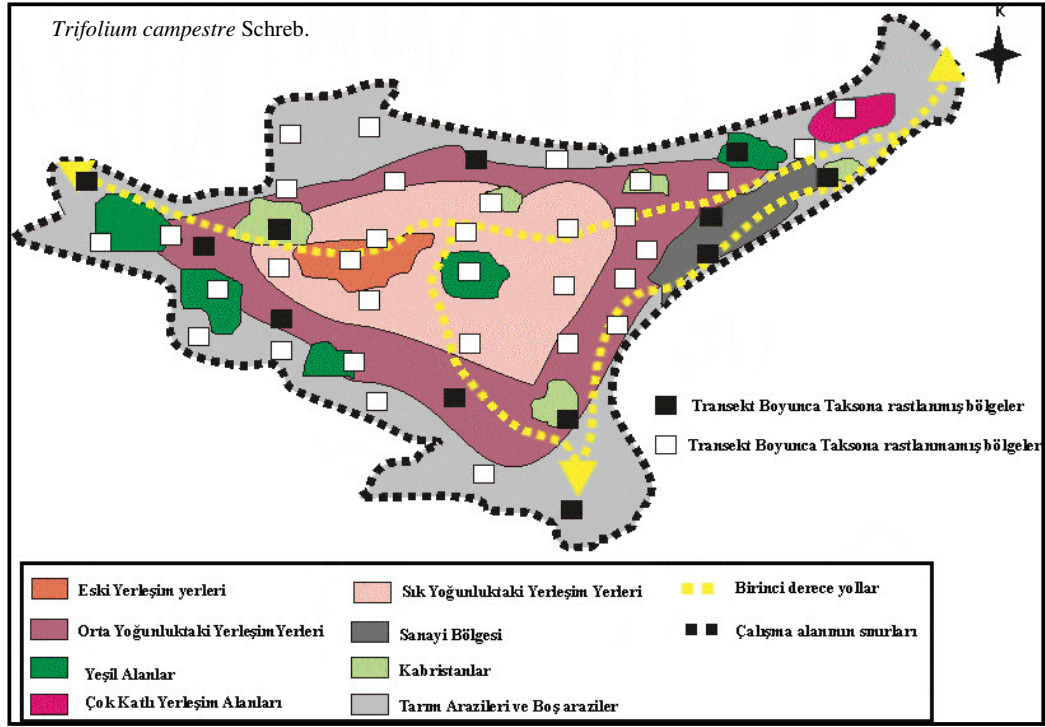 Trifolium campestre Schreb.
K
Transekt Boyunca Taksona rastlanmış bölgeler
Transekt Boyunca Taksona rastlanmamış bölgeler
Eski Yerleşim yerleri
Sık Yoğunluktaki Yerleşim Yerleri
Birinci derece yollar
Orta Yoğunluktaki Yerleşim Yerleri
Sanayi Bölgesi
Çalışma alanının sınırları
Yeşil Alanlar
Kabristanlar
Çok Katlı Yerleşim Alanları
Tarım Arazileri ve Boş araziler